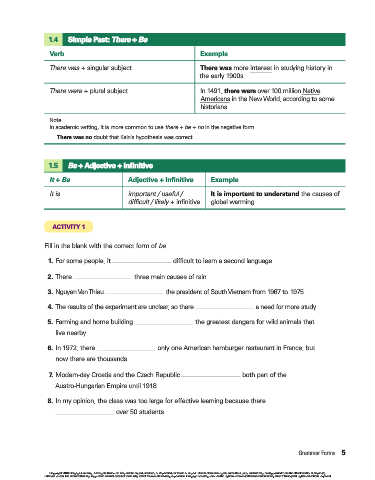 1.4 Simple Past: There + Be
Verb Example
There was + singular subject There was more interest in studying history in
the early 1900s
There were + plural subject In 1491, there were over 100 million Native
Americans in the New World, according to some
historians
Note
In academic writing, it is more common to use there + be + no in the negative form
There was no doubt that Kain's hypothesis was correct
1.5 Be + Adjective + Infinitive
It + Be Adjective + Infinitive Example
It is important / useful / It is important to understand the causes of
difficult / likely + infinitive global warming
ACTIVITY 1
Fill in the blank with the correct form of be
1. For some people, it difficult to learn a second language
2. There three main causes of rain
3. Nguyen Van Thieu the president of South Vietnam from 1967 to 1975
4. The results of the experiment are unclear, so there a need for more study
5. Farming and home building the greatest dangers for wild animals that
live nearby
6. In 1972, there only one American hamburger restaurant in France; but
now there are thousands
7. Modern-day Croatia and the Czech Republic both part of the
Austro-Hungarian Empire until 1918
8. In my opinion, the class was too large for effective learning because there
over 50 students
Grammar Forms 5